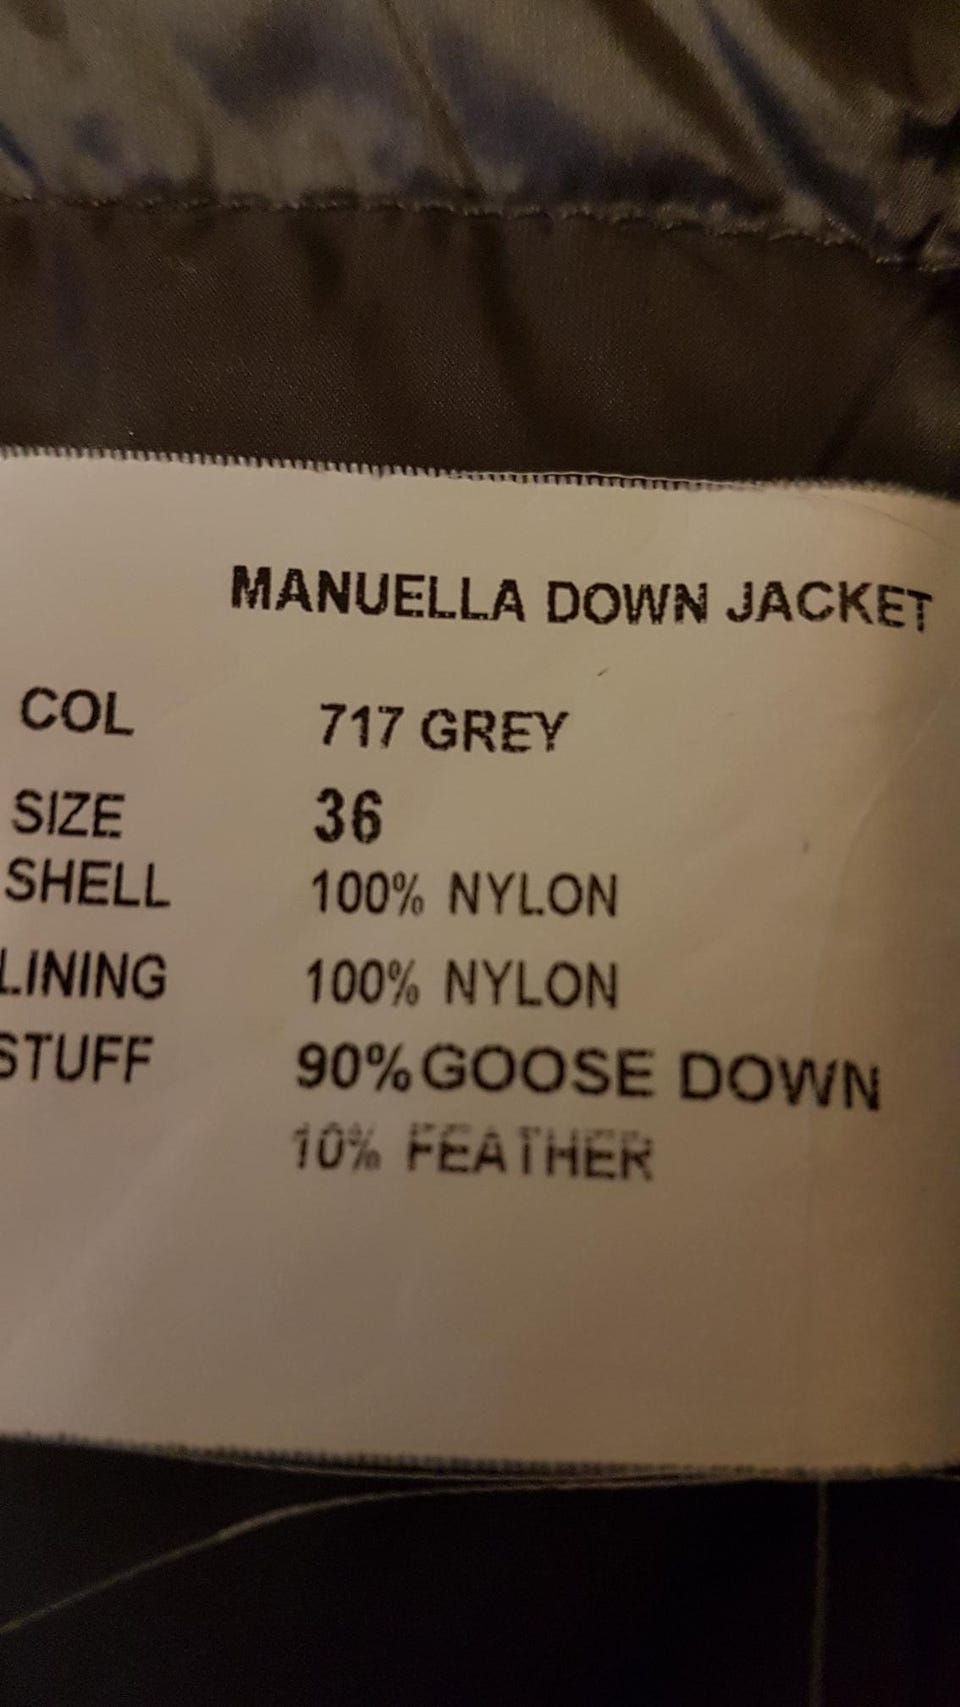 MANUELLA DOWN JACKET
COL 717 GREY
SIZE 36
SHELL 100% NYLON
LINING 100% NYLON
STUFF 90% GOOSE DOWN
10% FEATHER